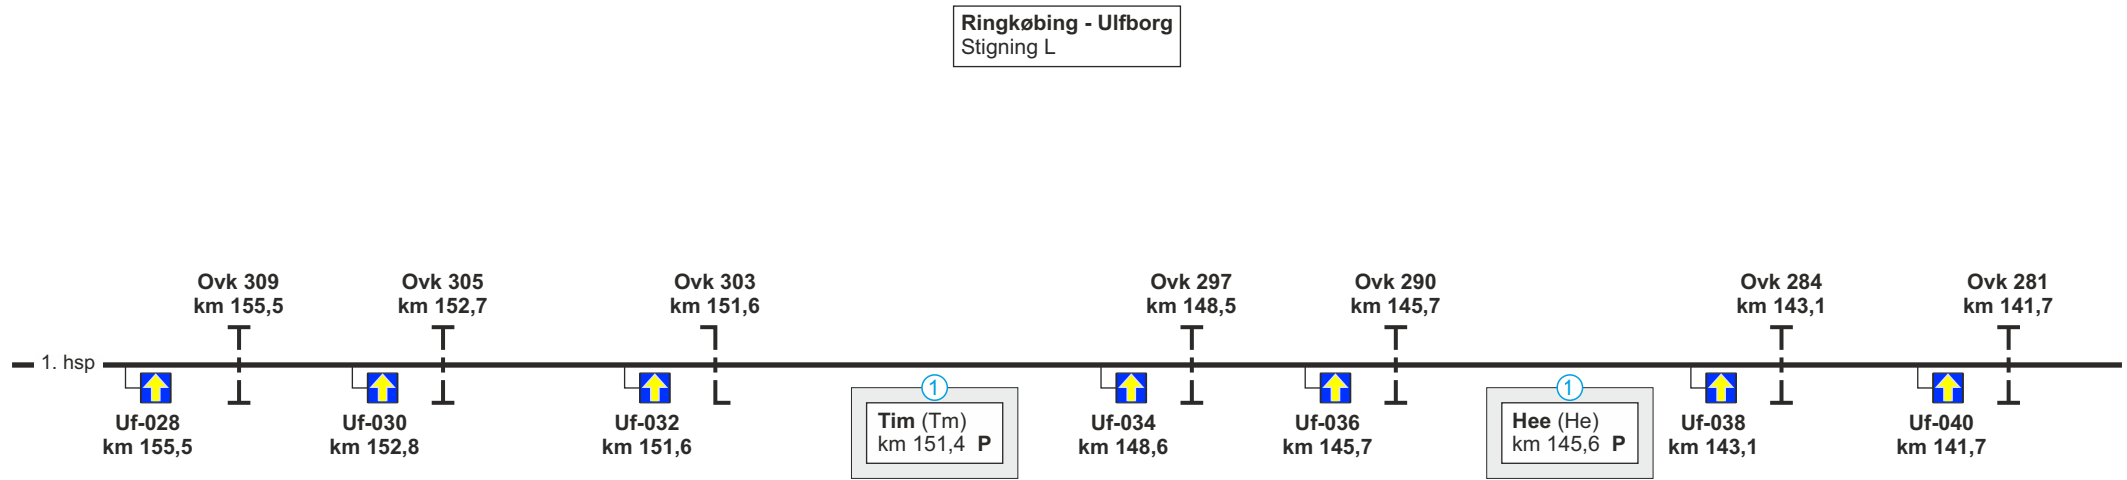 Ringkøbing - Ulfborg
Stigning L
Ovk 309
km 155,5
Ovk 305
km 152,7
Ovk 303
km 151,6
Ovk 297
km 148,5
Ovk 290
km 145,7
Ovk 284
km 143,1
Ovk 281
km 141,7
1. hsp
Uf-028
km 155,5
Uf-030
km 152,8
Uf-032
km 151,6
1
Tim (Tm)
km 151,4 P
Uf-034
km 148,6
Uf-036
km 145,7
1
Hee (He)
km 145,6 P
Uf-038
km 143,1
Uf-040
km 141,7